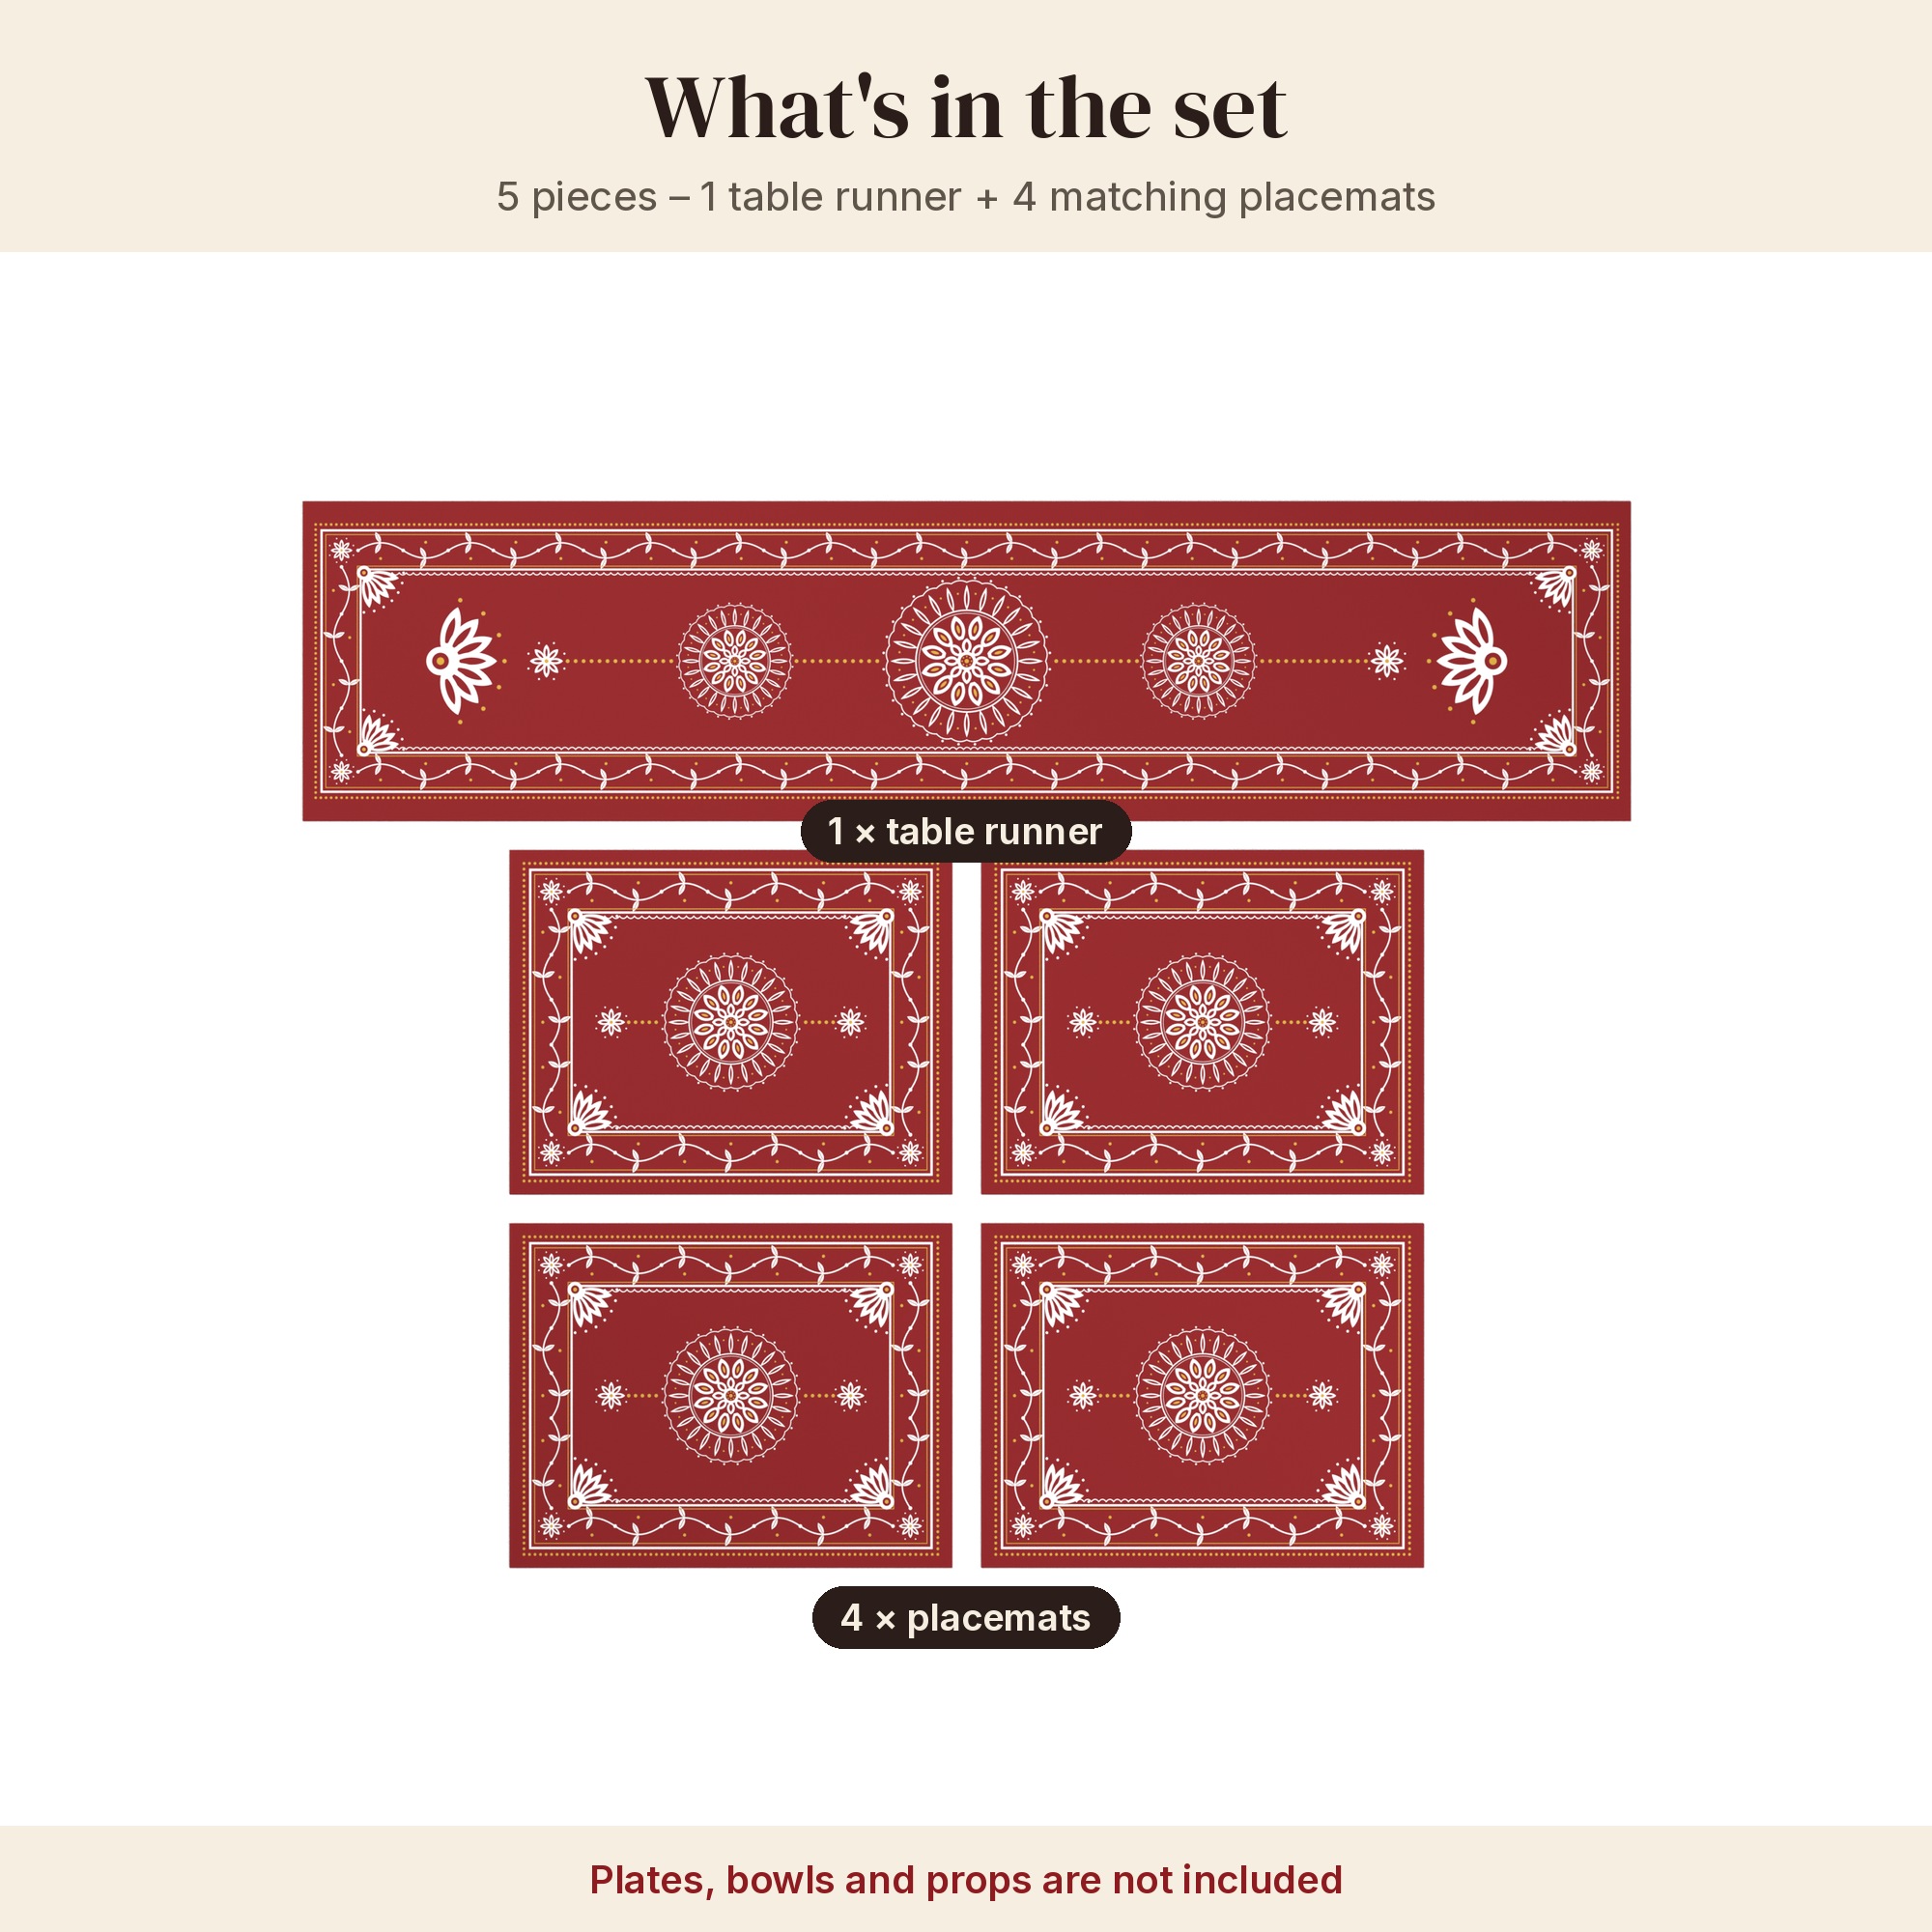 What's in the set
5 pieces – 1 table runner + 4 matching placemats
1 × table runner
4 × placemats
Plates, bowls and props are not included